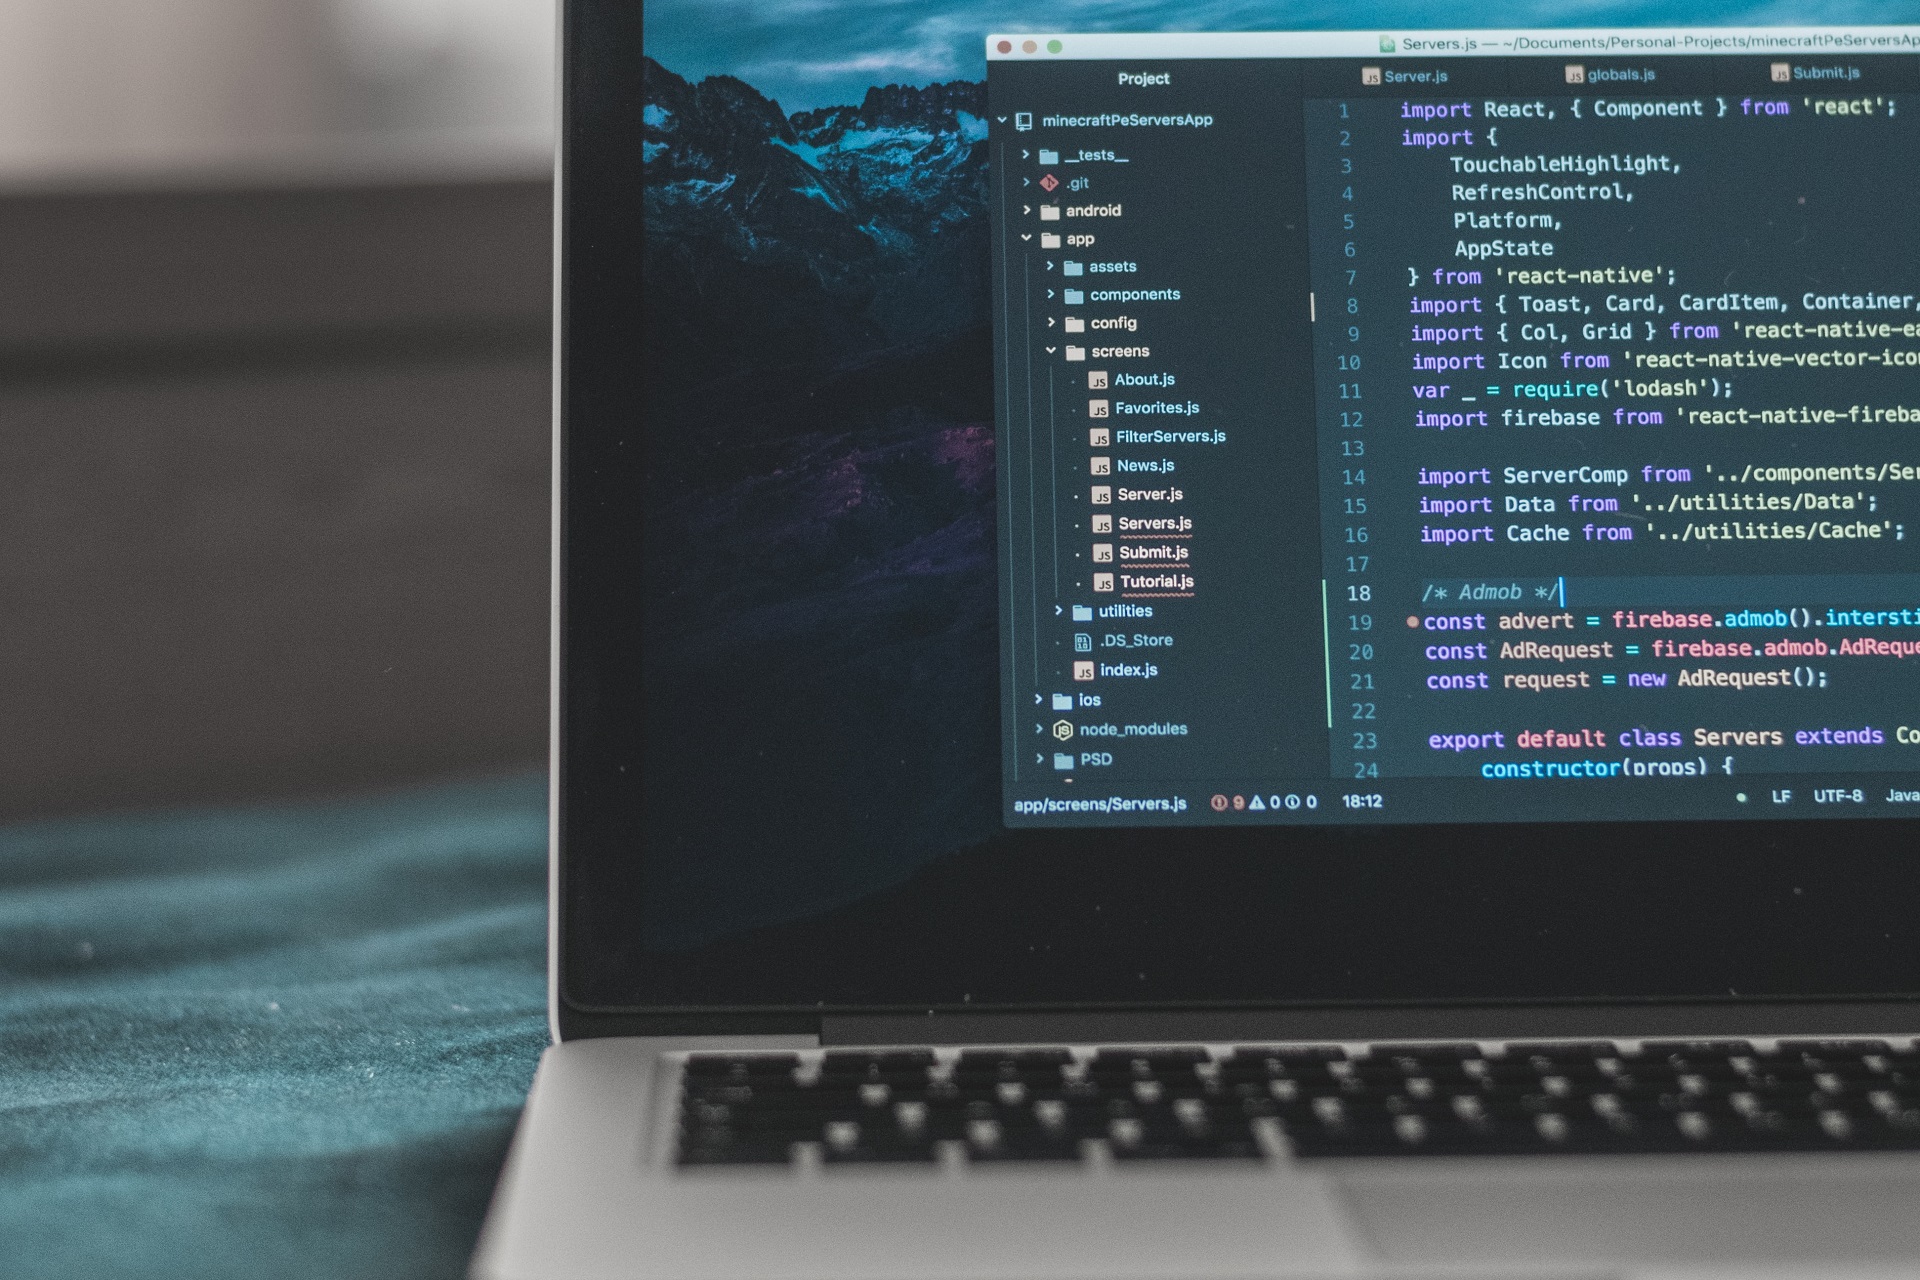 Servers.js — ~/Documents/Personal-Projects/minecraftPeServersAp
Project
Server.js
globals.js
Submit.js
minecraftPeServersApp
__tests__
.git
android
app
assets
components
config
screens
About.js
Favorites.js
FilterServers.js
News.js
Server.js
Servers.js
Submit.js
Tutorial.js
utilities
.DS_Store
index.js
ios
node_modules
PSD
1 import React, { Component } from 'react';
2 import {
3 TouchableHighlight,
4 RefreshControl,
5 Platform,
6 AppState
7 } from 'react-native';
8 import { Toast, Card, CardItem, Container,
9 import { Col, Grid } from 'react-native-ea
10 import Icon from 'react-native-vector-ico
11 var _ = require('lodash');
12 import firebase from 'react-native-fireba
13
14 import ServerComp from '../components/Ser
15 import Data from '../utilities/Data';
16 import Cache from '../utilities/Cache';
17
18 /* Admob */
19 const advert = firebase.admob().intersti
20 const AdRequest = firebase.admob.AdReque
21 const request = new AdRequest();
22
23 export default class Servers extends Co
24 constructor(props) {
app/screens/Servers.js 9 0 0 18:12 LF UTF-8 Java